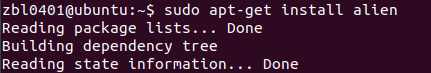 zbl0401@ubuntu:~$ sudo apt-get install alien
Reading package lists... Done
Building dependency tree
Reading state information... Done